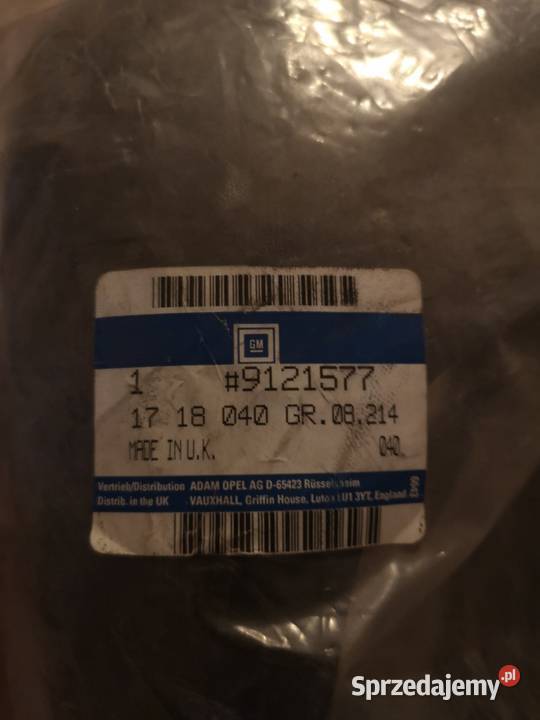 GM
1 #9121577
17 18 040 GR.08.214
MADE IN U.K. 040
Vertrieb/Distribution ADAM OPEL AG D-65423 Rüsselsheim
Distrib. in the UK VAUXHALL, Griffin House, Luton LU1 3YT, England
Sprzedajemy.pl